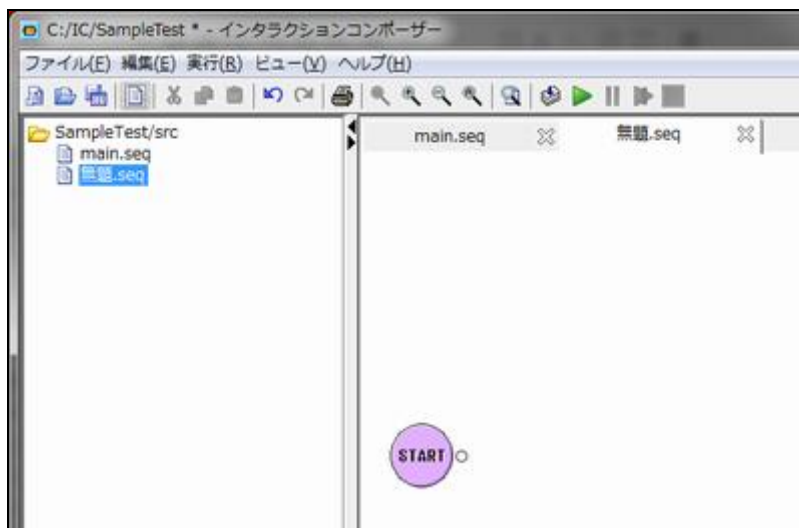 C:/IC/SampleTest * - インタラクションコンポーザー
ファイル(E) 編集(E) 実行(R) ビュー(V) ヘルプ(H)
SampleTest/src
main.seq
無題.seq
main.seq 無題.seq
START